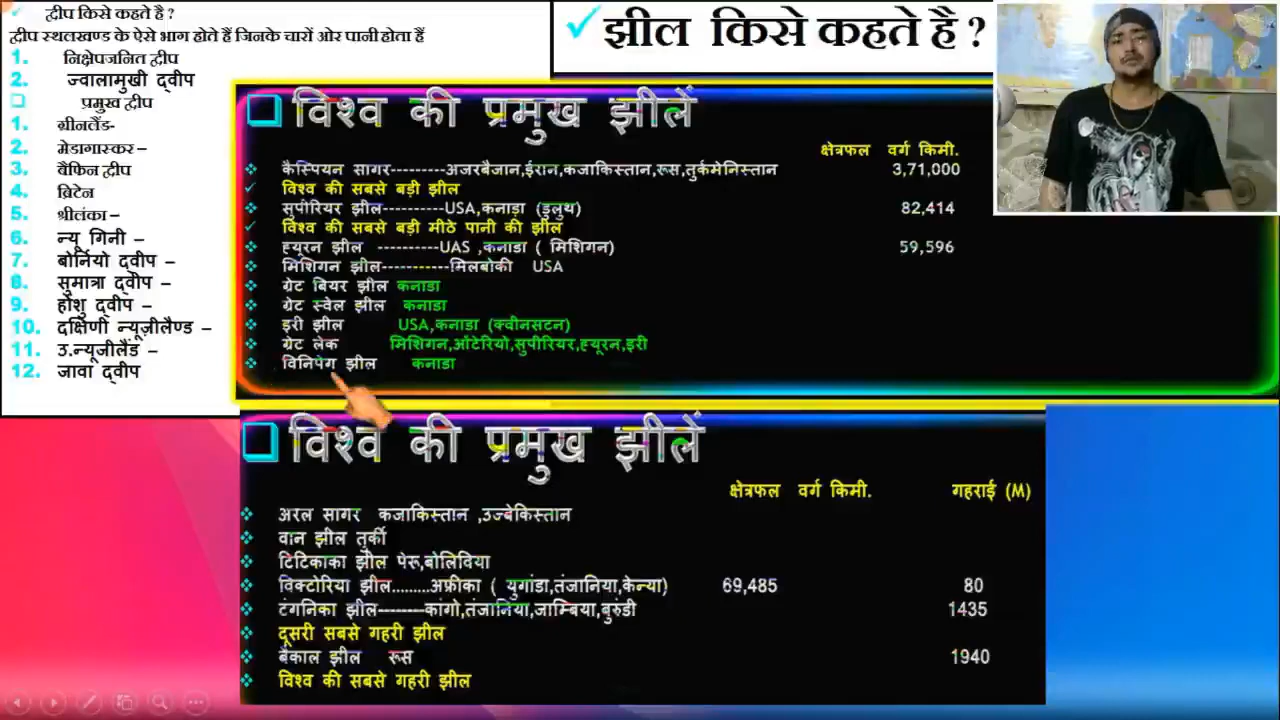 द्वीप किसे कहते है ?
द्वीप स्थलखण्ड के ऐसे भाग होते हैं जिनके चारों ओर पानी होता हैं
1. निक्षेपजनित द्वीप
2. ज्वालामुखी द्वीप
प्रमुख द्वीप
1. ग्रीनलैंड-
2. मेडागास्कर –
3. बैफिन द्वीप
4. ब्रिटेन
5. श्रीलंका –
6. न्यू गिनी –
7. बोर्नियो द्वीप –
8. सुमात्रा द्वीप –
9. होंशु द्वीप –
10. दक्षिणी न्यूज़ीलैण्ड –
11. उ.न्यूजीलैंड –
12. जावा द्वीप
झील किसे कहते है ?
विश्व की प्रमुख झीलें
क्षेत्रफल वर्ग किमी.
कैस्पियन सागर---------अजरबैजान,ईरान,कजाकिस्तान,रूस,तुर्कमेनिस्तान 3,71,000
विश्व की सबसे बड़ी झील
सुपीरियर झील----------USA,कनाडा (डुलुथ) 82,414
विश्व की सबसे बड़ी मीठे पानी की झील
ह्यूरन झील ----------UAS ,कनाडा ( मिशिगन) 59,596
मिशिगन झील-----------मिलबोकी USA
ग्रेट बियर झील कनाडा
ग्रेट स्वेल झील कनाडा
इरी झील USA,कनाडा (क्वीनसटन)
ग्रेट लेक मिशिगन,ओंटेरियो,सुपीरियर,ह्यूरन,इरी
विनिपेग झील कनाडा
विश्व की प्रमुख झीलें
क्षेत्रफल वर्ग किमी. गहराई (M)
अरल सागर कजाकिस्तान ,उज्बेकिस्तान
वान झील तुर्की
टिटिकाका झील पेरू,बोलिविया
विक्टोरिया झील.........अफ्रीका ( युगांडा,तंजानिया,केन्या) 69,485 80
टंगनिका झील--------कांगो,तंजानिया,जाम्बिया,बुरुंडी 1435
दूसरी सबसे गहरी झील
बैकाल झील रूस 1940
विश्व की सबसे गहरी झील